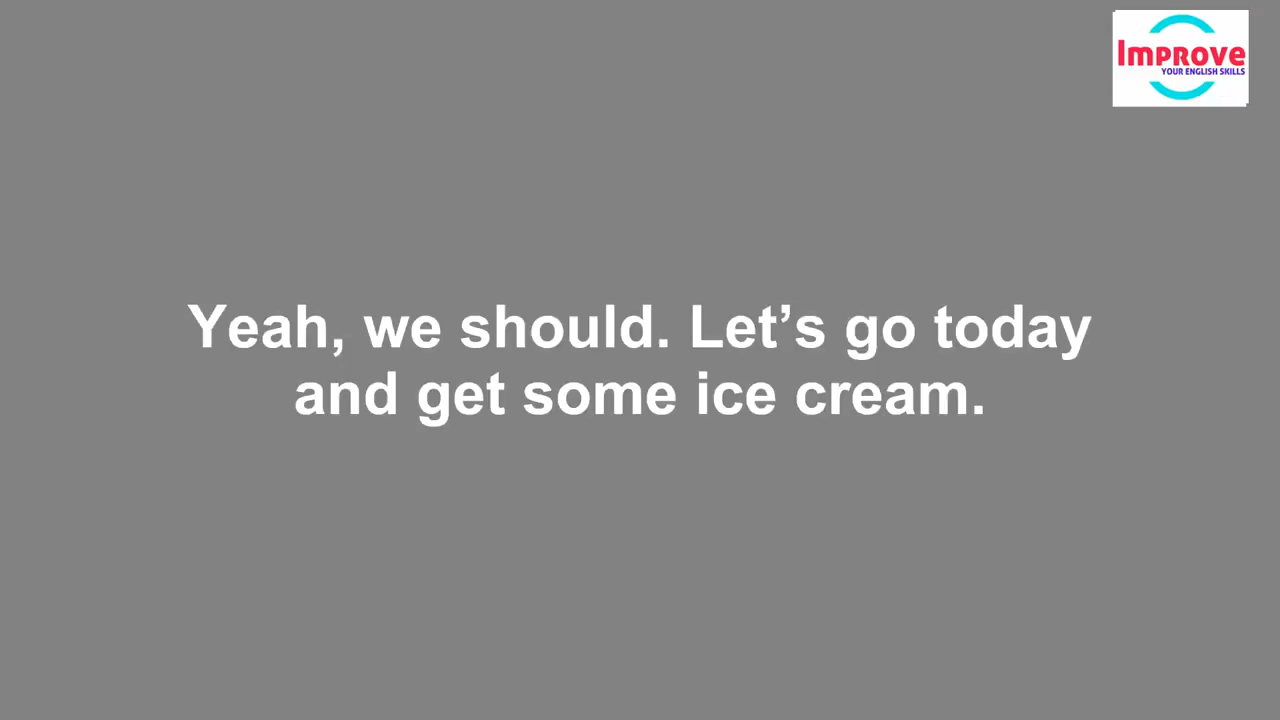 Improve
YOUR ENGLISH SKILLS
Yeah, we should. Let’s go today
and get some ice cream.